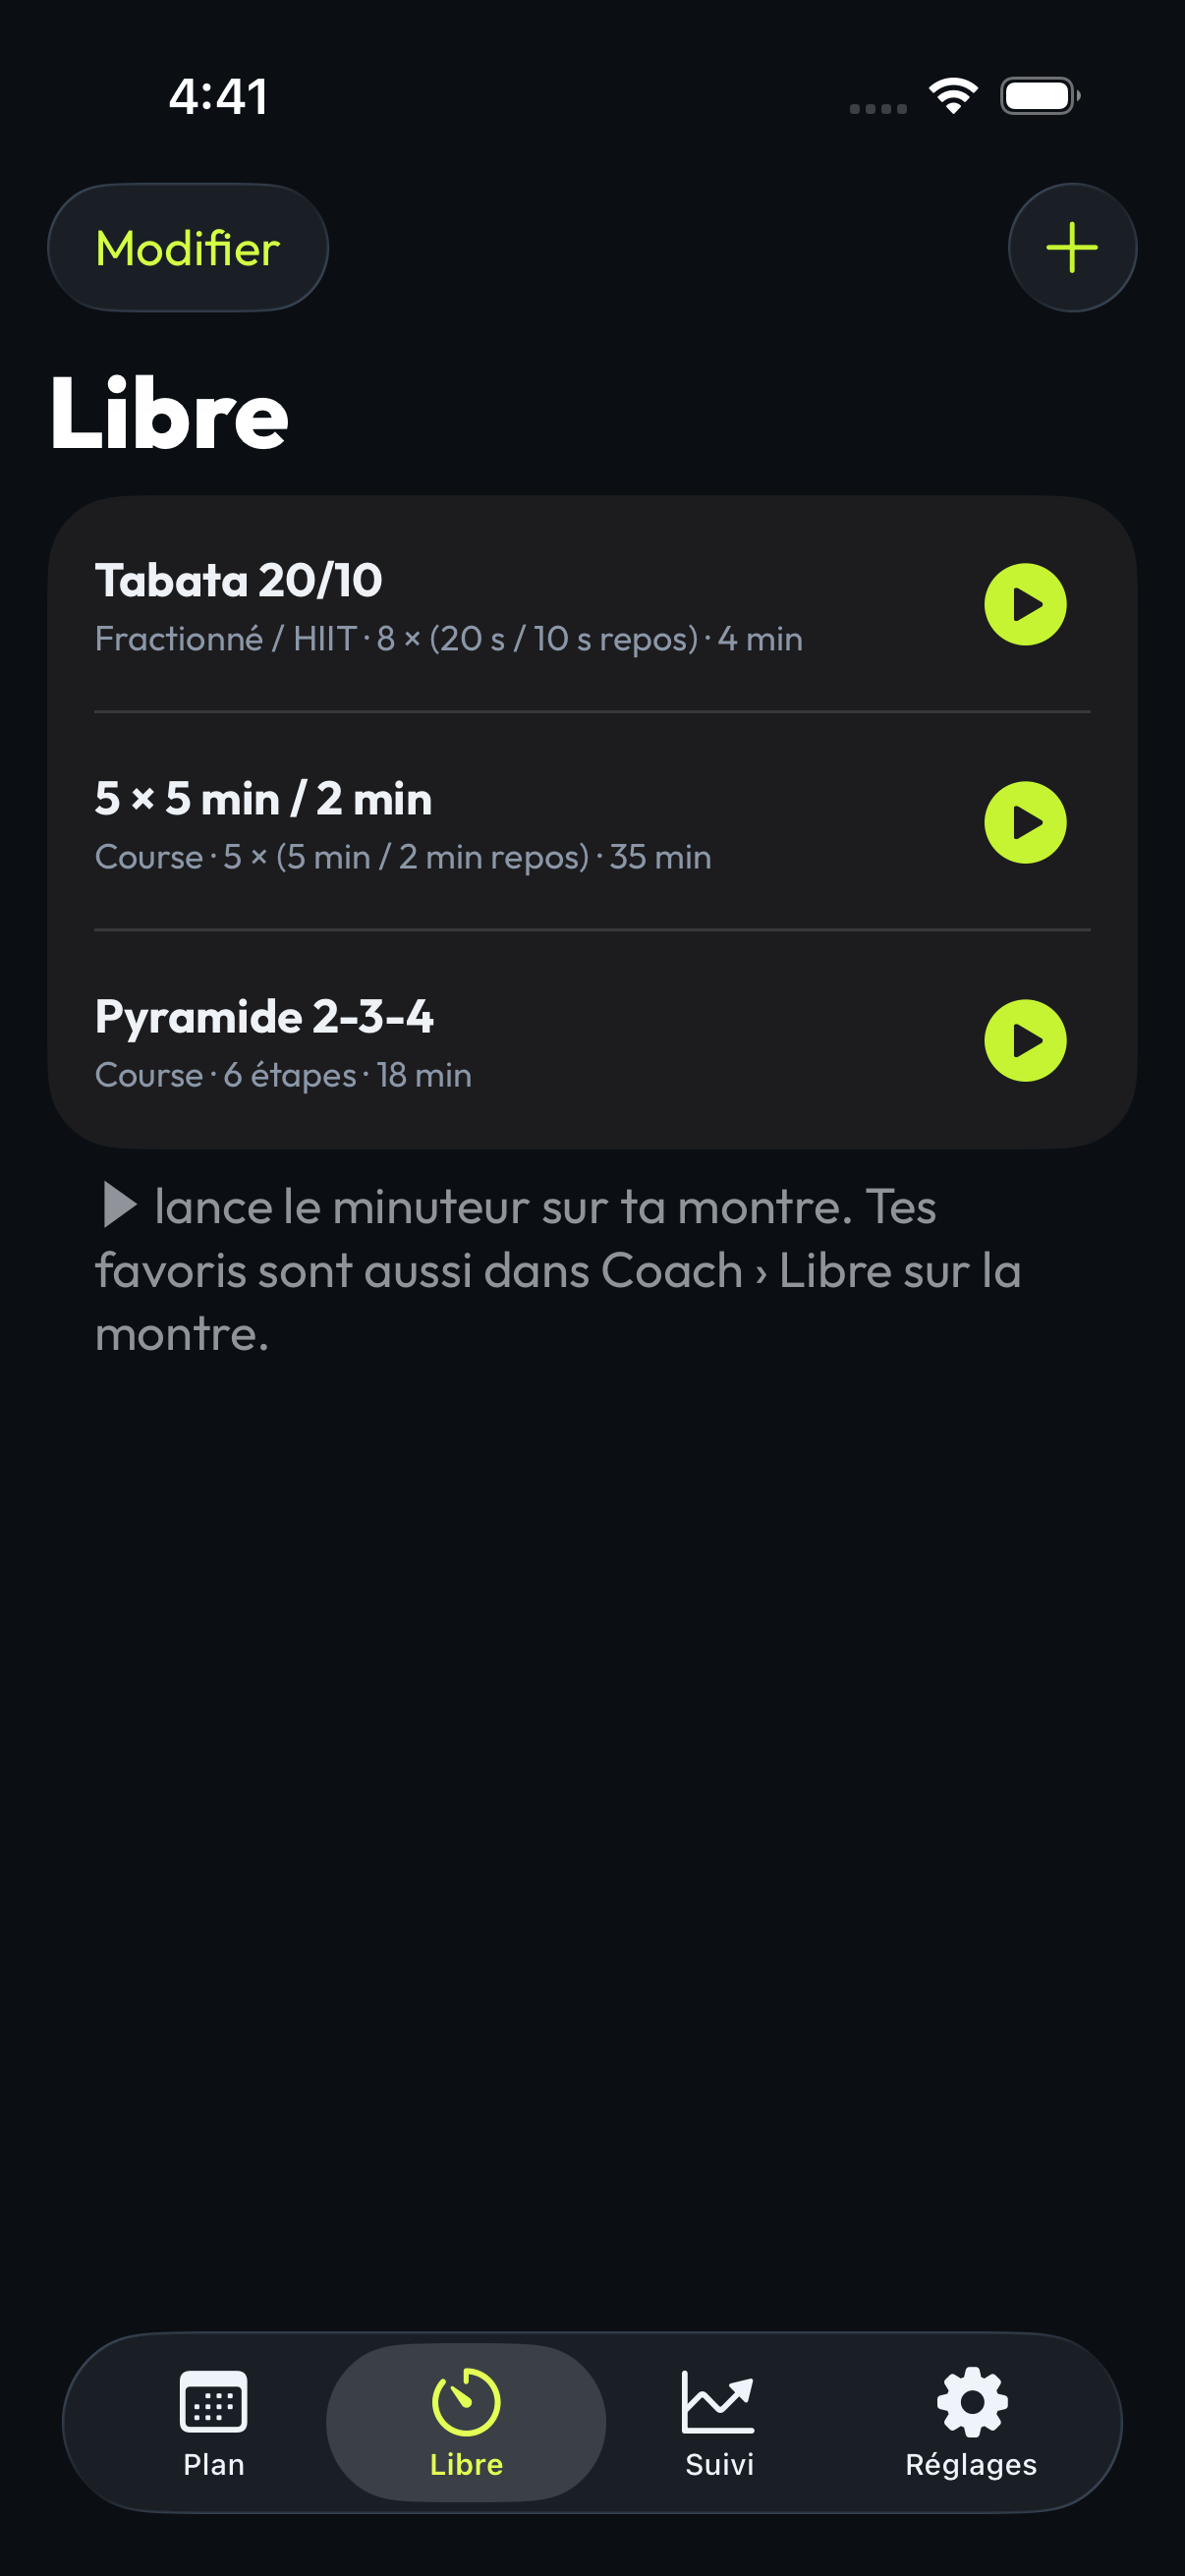 4:41
Modifier
Libre
Tabata 20/10
Fractionné / HIIT · 8 × (20 s / 10 s repos) · 4 min
5 × 5 min / 2 min
Course · 5 × (5 min / 2 min repos) · 35 min
Pyramide 2-3-4
Course · 6 étapes · 18 min
▶ lance le minuteur sur ta montre. Tes
favoris sont aussi dans Coach › Libre sur la
montre.
Plan
Libre
Suivi
Réglages